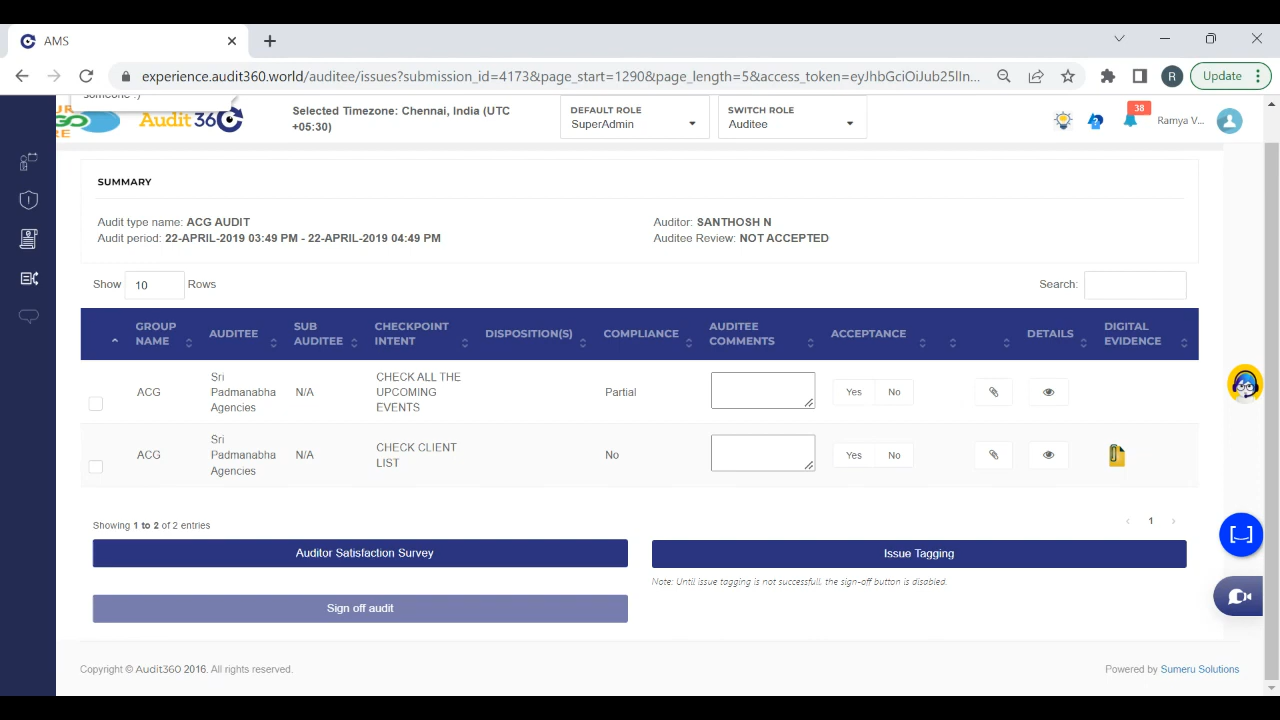 AMS
experience.audit360.world/auditee/issues?submission_id=4173&page_start=1290&page_length=5&access_token=eyJhbGciOiJub25lIn...
R
Update
Audit360
Selected Timezone: Chennai, India (UTC
+05:30)
DEFAULT ROLE
SuperAdmin
SWITCH ROLE
Auditee
38
Ramya V...
SUMMARY
Audit type name: ACG AUDIT
Auditor: SANTHOSH N
Audit period: 22-APRIL-2019 03:49 PM - 22-APRIL-2019 04:49 PM
Auditee Review: NOT ACCEPTED
Show 10 Rows
Search:
GROUP
NAME
AUDITEE
SUB
AUDITEE
CHECKPOINT
INTENT
DISPOSITION(S)
COMPLIANCE
AUDITEE
COMMENTS
ACCEPTANCE
DETAILS
DIGITAL
EVIDENCE
ACG
Sri
Padmanabha
Agencies
N/A
CHECK ALL THE
UPCOMING
EVENTS
Partial
Yes No
ACG
Sri
Padmanabha
Agencies
N/A
CHECK CLIENT
LIST
No
Yes No
Showing 1 to 2 of 2 entries
1
Auditor Satisfaction Survey
Issue Tagging
Note: Until issue tagging is not successfull, the sign-off button is disabled.
Sign off audit
Copyright © Audit360 2016. All rights reserved.
Powered by Sumeru Solutions